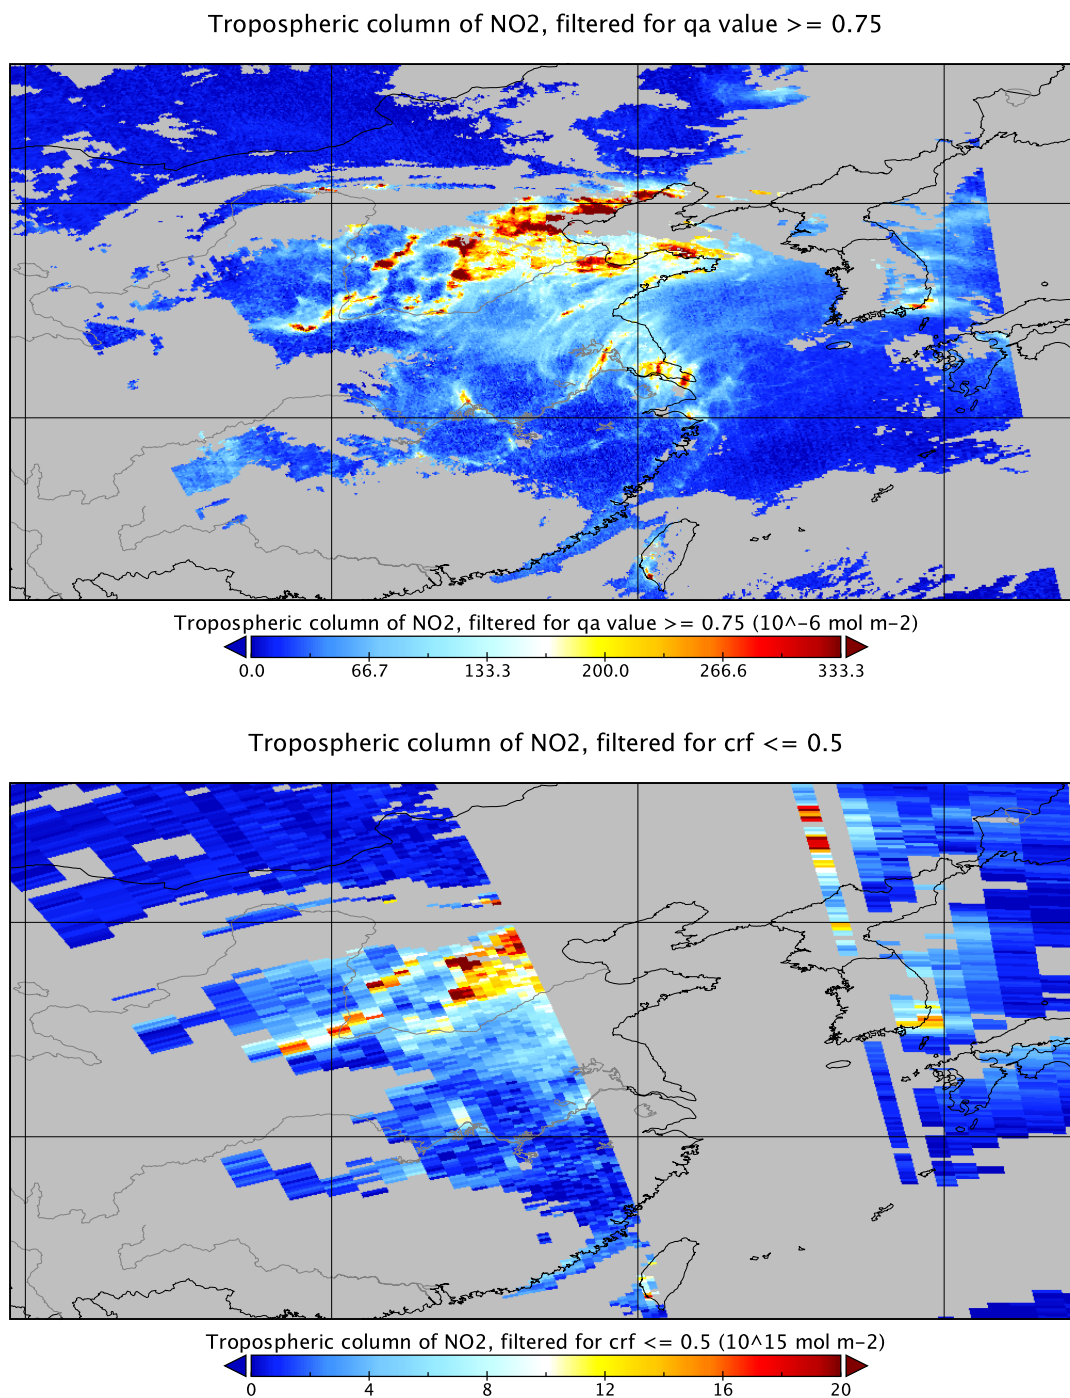 Tropospheric column of NO2, filtered for qa value >= 0.75
Tropospheric column of NO2, filtered for qa value >= 0.75 (10^-6 mol m-2)
0.0 66.7 133.3 200.0 266.6 333.3
Tropospheric column of NO2, filtered for crf <= 0.5
Tropospheric column of NO2, filtered for crf <= 0.5 (10^15 mol m-2)
0 4 8 12 16 20